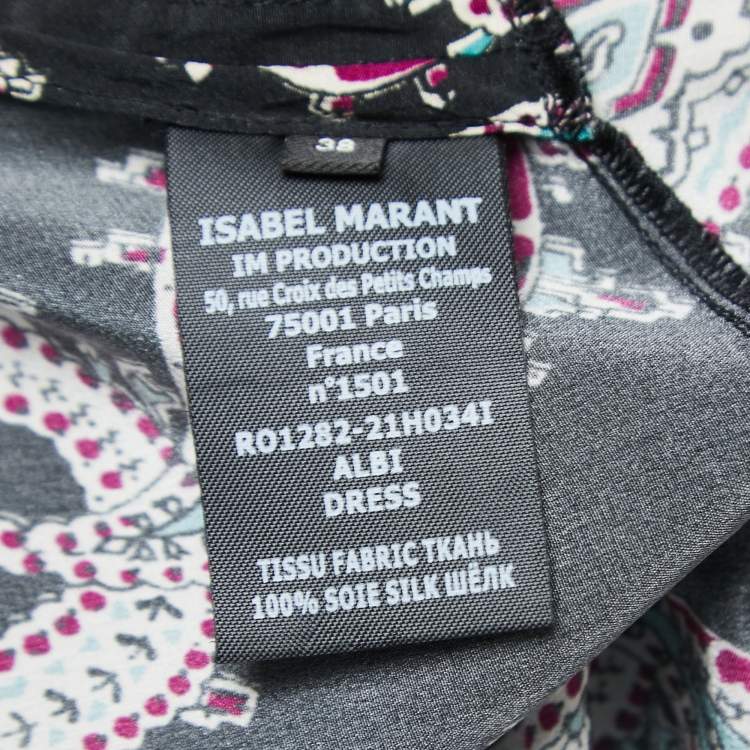 38
ISABEL MARANT
IM PRODUCTION
50, rue Croix des Petits Champs
75001 Paris
France
n°1501
RO1282-21H034I
ALBI
DRESS
TISSU FABRIC ТКАНЬ
100% SOIE SILK ШЁЛК